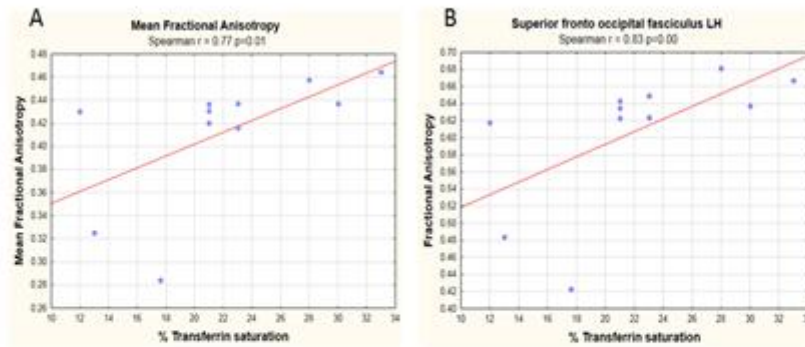 A
Mean Fractional Anisotropy
Spearman r = 0.77 p=0.01
Mean Fractional Anisotropy
0.48
0.46
0.44
0.42
0.40
0.38
0.36
0.34
0.32
0.30
0.28
0.26
10 12 14 16 18 20 22 24 26 28 30 32 34
% Transferrin saturation
B
Superior fronto occipital fasciculus LH
Spearman r = 0.83 p=0.00
Fractional Anisotropy
0.70
0.68
0.66
0.64
0.62
0.60
0.58
0.56
0.54
0.52
0.50
0.48
0.46
0.44
0.42
0.40
10 12 14 16 18 20 22 24 26 28 30 32 34
% Transferrin saturation